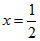 x = 1/2